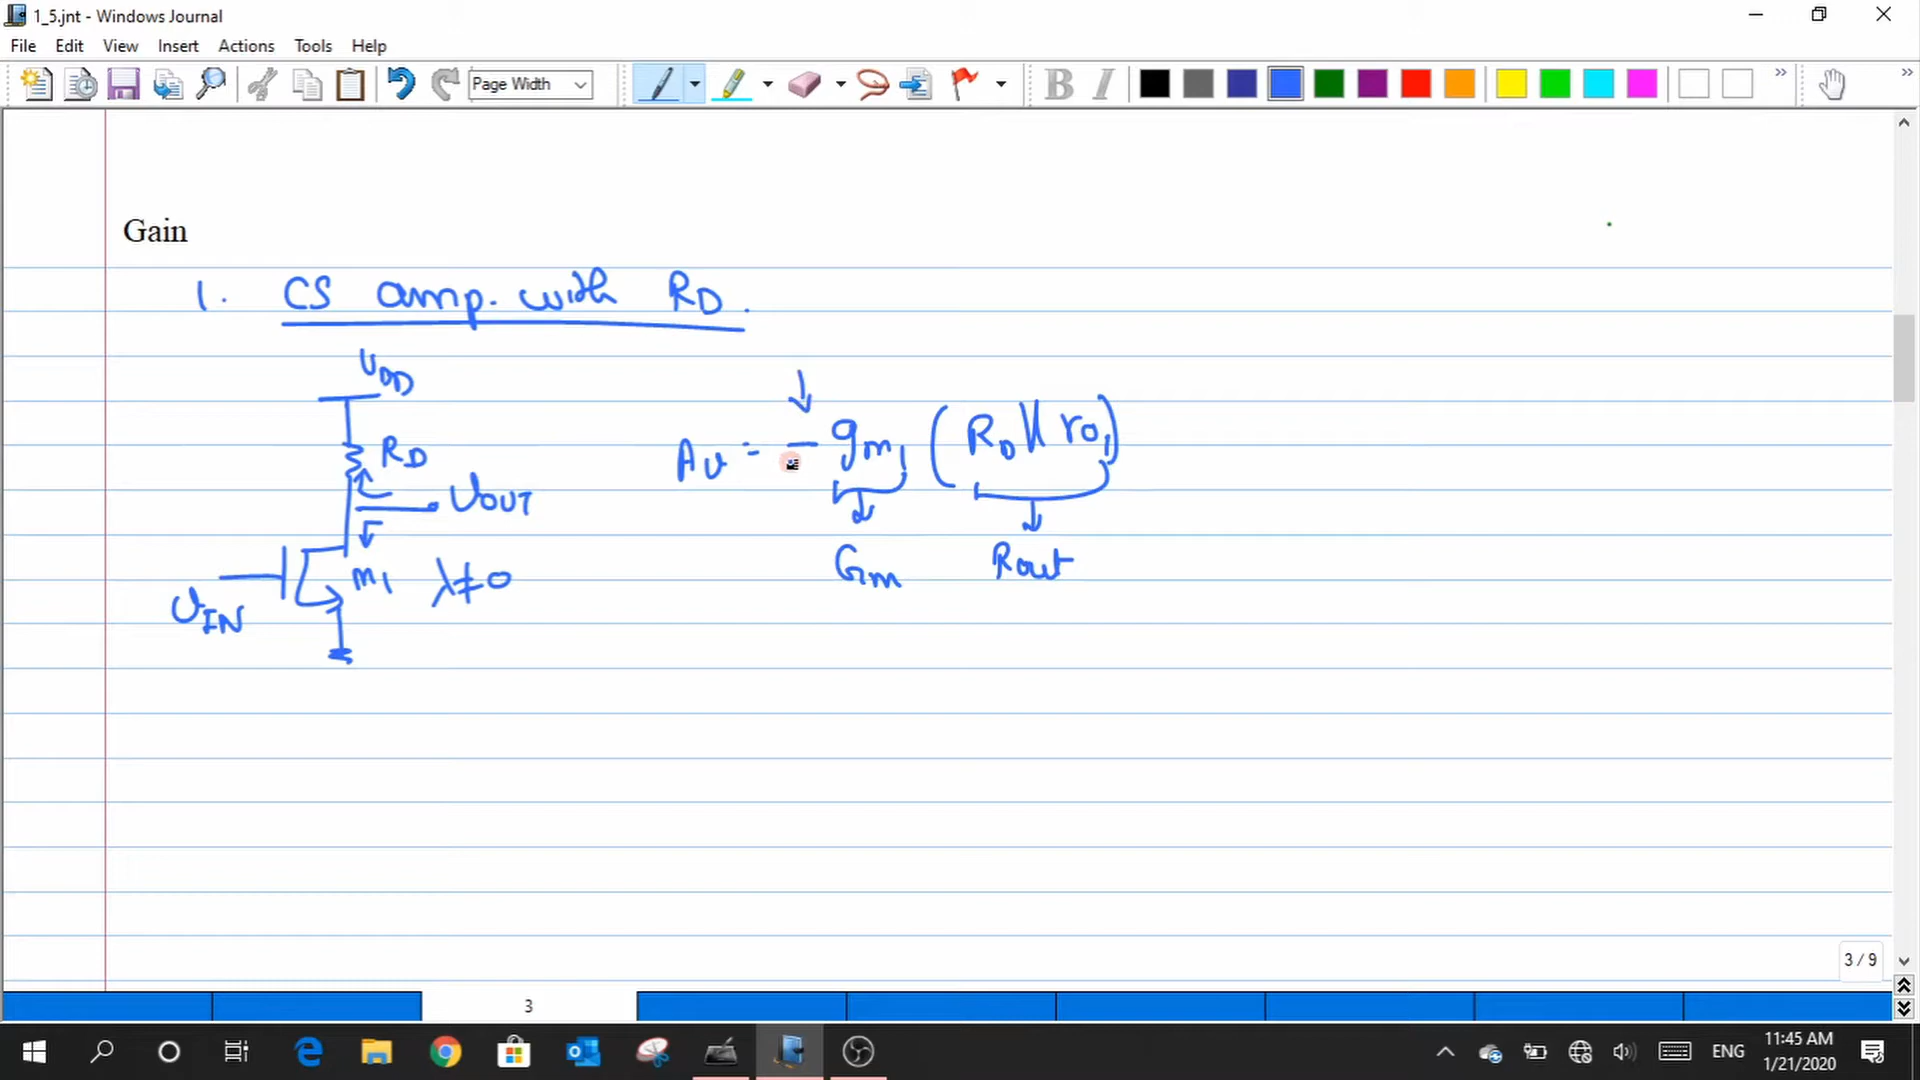 1_5.jnt - Windows Journal
File Edit View Insert Actions Tools Help
Page Width
B I
Gain
1. CS amp. with RD.
VDD
RD
VOUT
M1 λ≠0
VIN
Av = - gm1 (RD || ro1)
Gm Rout
3 / 9
3
ENG
11:45 AM
1/21/2020